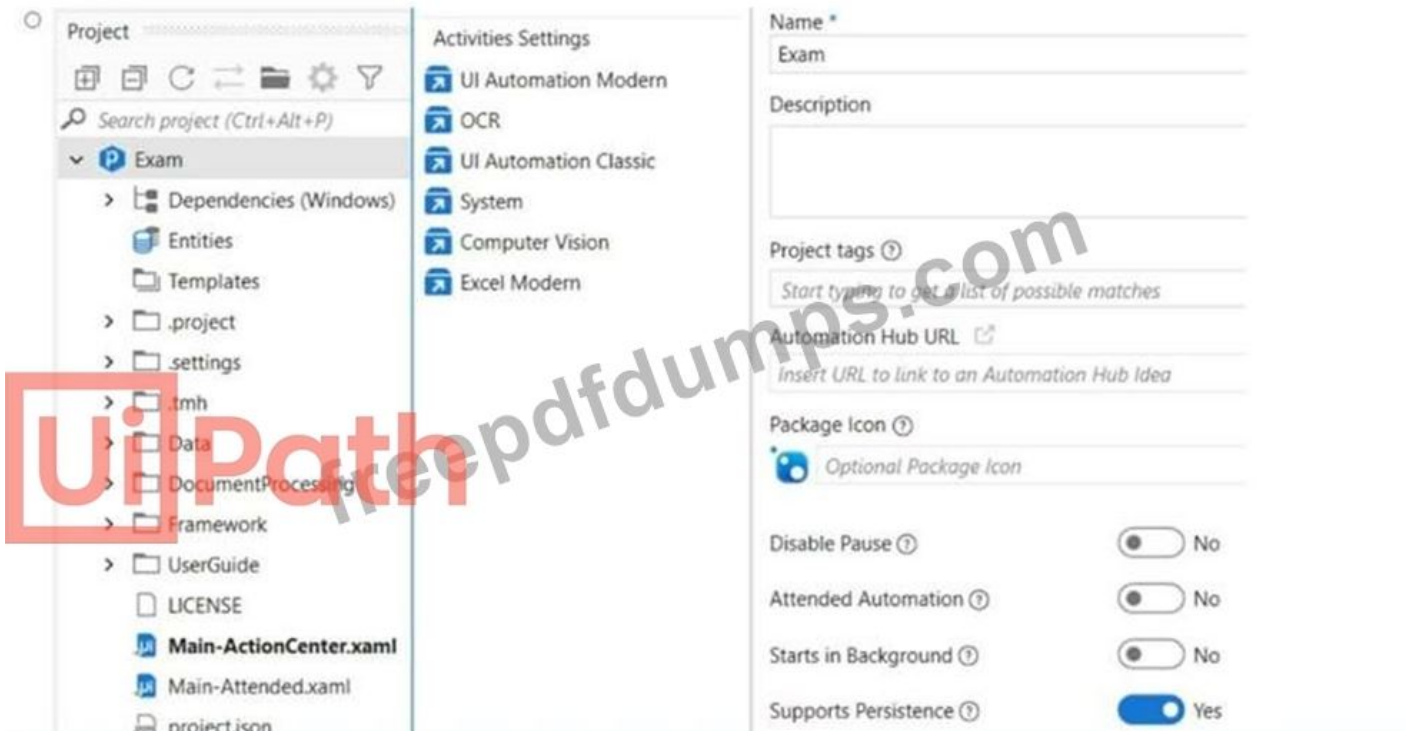 Project
Search project (Ctrl+Alt+P)
Exam
Dependencies (Windows)
Entities
Templates
.project
.settings
.tmh
Data
DocumentProcessing
Framework
UserGuide
LICENSE
Main-ActionCenter.xaml
Main-Attended.xaml
project.json
Activities Settings
UI Automation Modern
OCR
UI Automation Classic
System
Computer Vision
Excel Modern
Name *
Exam
Description
Project tags
Start typing to get a list of possible matches
Automation Hub URL
Insert URL to link to an Automation Hub Idea
Package Icon
Optional Package Icon
Disable Pause No
Attended Automation No
Starts in Background No
Supports Persistence Yes
UiPath
freepdfdumps.com